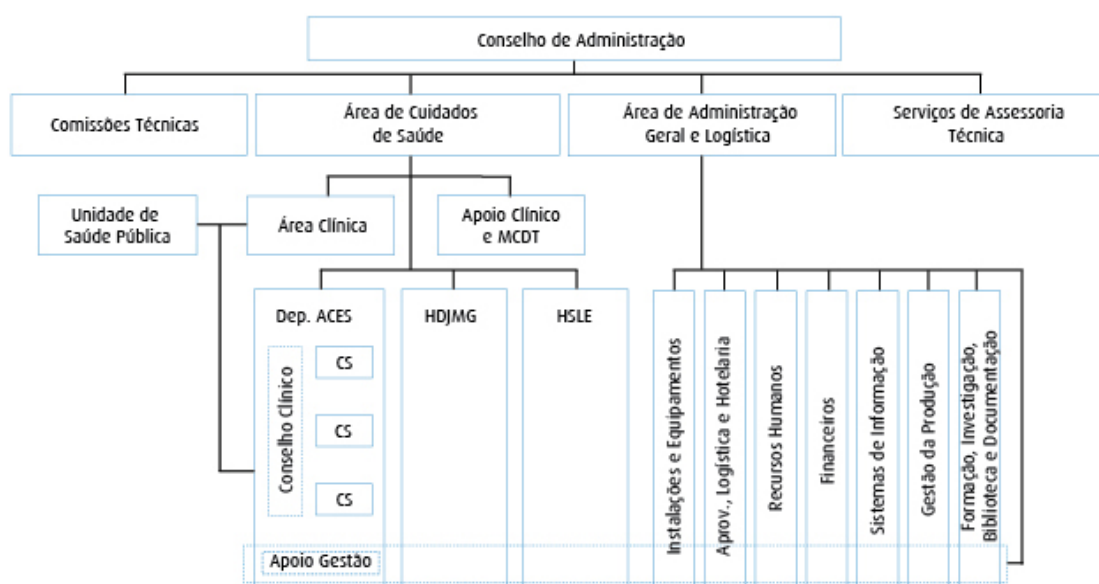 Conselho de Administração
Comissões Técnicas
Área de Cuidados
de Saúde
Área de Administração
Geral e Logística
Serviços de Assessoria
Técnica
Unidade de
Saúde Pública
Área Clínica
Apoio Clínico
e MCDT
Dep. ACES
HDJMG
HSLE
Conselho Clínico
CS
CS
CS
Apoio Gestão
Instalações e Equipamentos
Aprov., Logística e Hotelaria
Recursos Humanos
Financeiros
Sistemas de Informação
Gestão da Produção
Formação, Investigação,
Biblioteca e Documentação